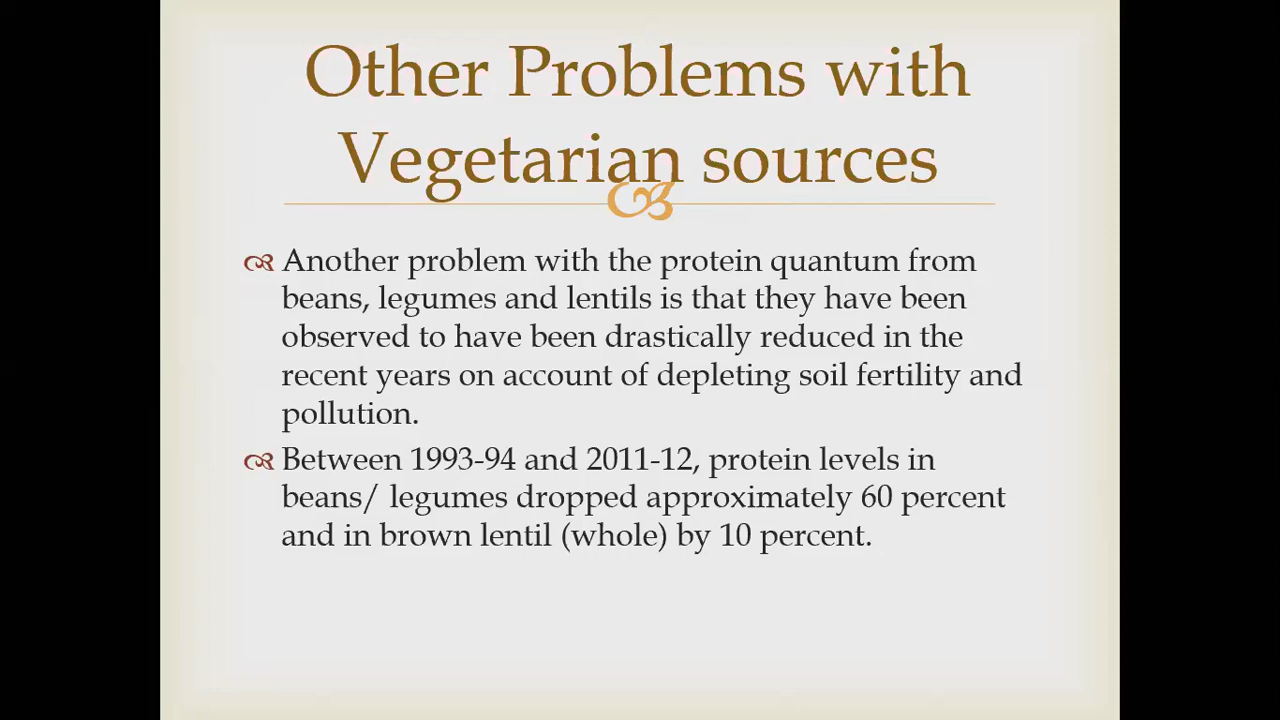 Other Problems with
Vegetarian sources
Another problem with the protein quantum from
beans, legumes and lentils is that they have been
observed to have been drastically reduced in the
recent years on account of depleting soil fertility and
pollution.
Between 1993-94 and 2011-12, protein levels in
beans/ legumes dropped approximately 60 percent
and in brown lentil (whole) by 10 percent.